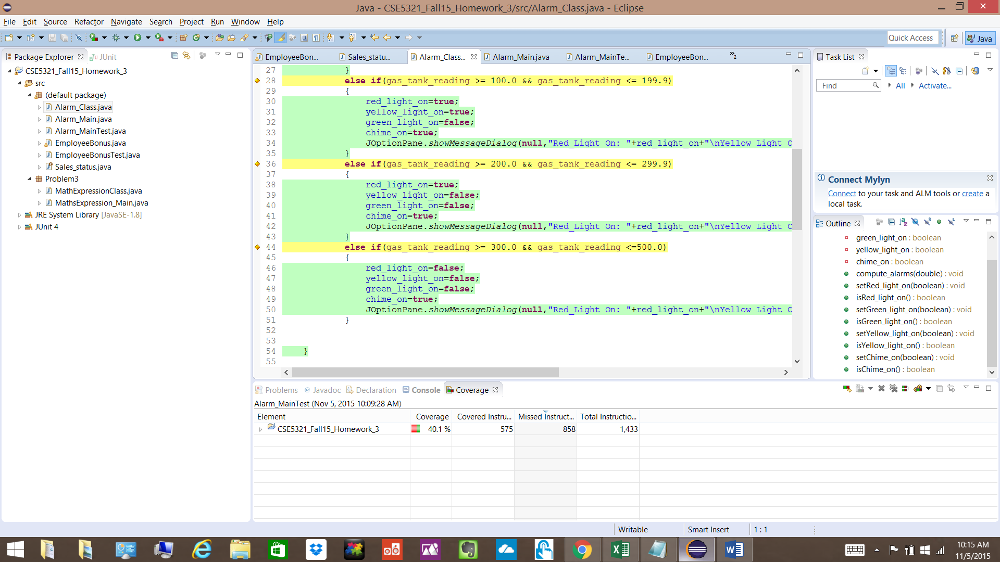 Java - CSE5321_Fall15_Homework_3/src/Alarm_Class.java - Eclipse
File Edit Source Refactor Navigate Search Project Run Window Help
Quick Access
Java
Package Explorer
JUnit
CSE5321_Fall15_Homework_3
src
(default package)
Alarm_Class.java
Alarm_Main.java
Alarm_MainTest.java
EmployeeBonus.java
EmployeeBonusTest.java
Sales_status.java
Problem3
MathExpressionClass.java
MathsExpression_Main.java
JRE System Library [JavaSE-1.8]
JUnit 4
EmployeeBon... Sales_statu... Alarm_Class... Alarm_Main.java Alarm_MainTe... EmployeeBon... »2
27 }
28 else if(gas_tank_reading >= 100.0 && gas_tank_reading <= 199.9)
29 {
30 red_light_on=true;
31 yellow_light_on=true;
32 green_light_on=false;
33 chime_on=true;
34 JOptionPane.showMessageDialog(null,"Red_Light On: "+red_light_on+"\nYellow Light O
35 }
36 else if(gas_tank_reading >= 200.0 && gas_tank_reading <= 299.9)
37 {
38 red_light_on=true;
39 yellow_light_on=false;
40 green_light_on=false;
41 chime_on=true;
42 JOptionPane.showMessageDialog(null,"Red_Light On: "+red_light_on+"\nYellow Light O
43 }
44 else if(gas_tank_reading >= 300.0 && gas_tank_reading <=500.0)
45 {
46 red_light_on=false;
47 yellow_light_on=false;
48 green_light_on=false;
49 chime_on=true;
50 JOptionPane.showMessageDialog(null,"Red_Light On: "+red_light_on+"\nYellow Light O
51 }
52
53
54 }
55
Task List
Find All Activate...
Connect Mylyn
Connect to your task and ALM tools or create a
local task.
Outline
green_light_on : boolean
yellow_light_on : boolean
chime_on : boolean
compute_alarms(double) : void
setRed_light_on(boolean) : void
isRed_light_on() : boolean
setGreen_light_on(boolean) : void
isGreen_light_on() : boolean
setYellow_light_on(boolean) : void
isYellow_light_on() : boolean
setChime_on(boolean) : void
isChime_on() : boolean
Problems @ Javadoc Declaration Console Coverage
Alarm_MainTest (Nov 5, 2015 10:09:28 AM)
Element Coverage Covered Instru... Missed Instruct... Total Instructio...
CSE5321_Fall15_Homework_3 40.1 % 575 858 1,433
Writable Smart Insert 1 : 1
10:15 AM
11/5/2015